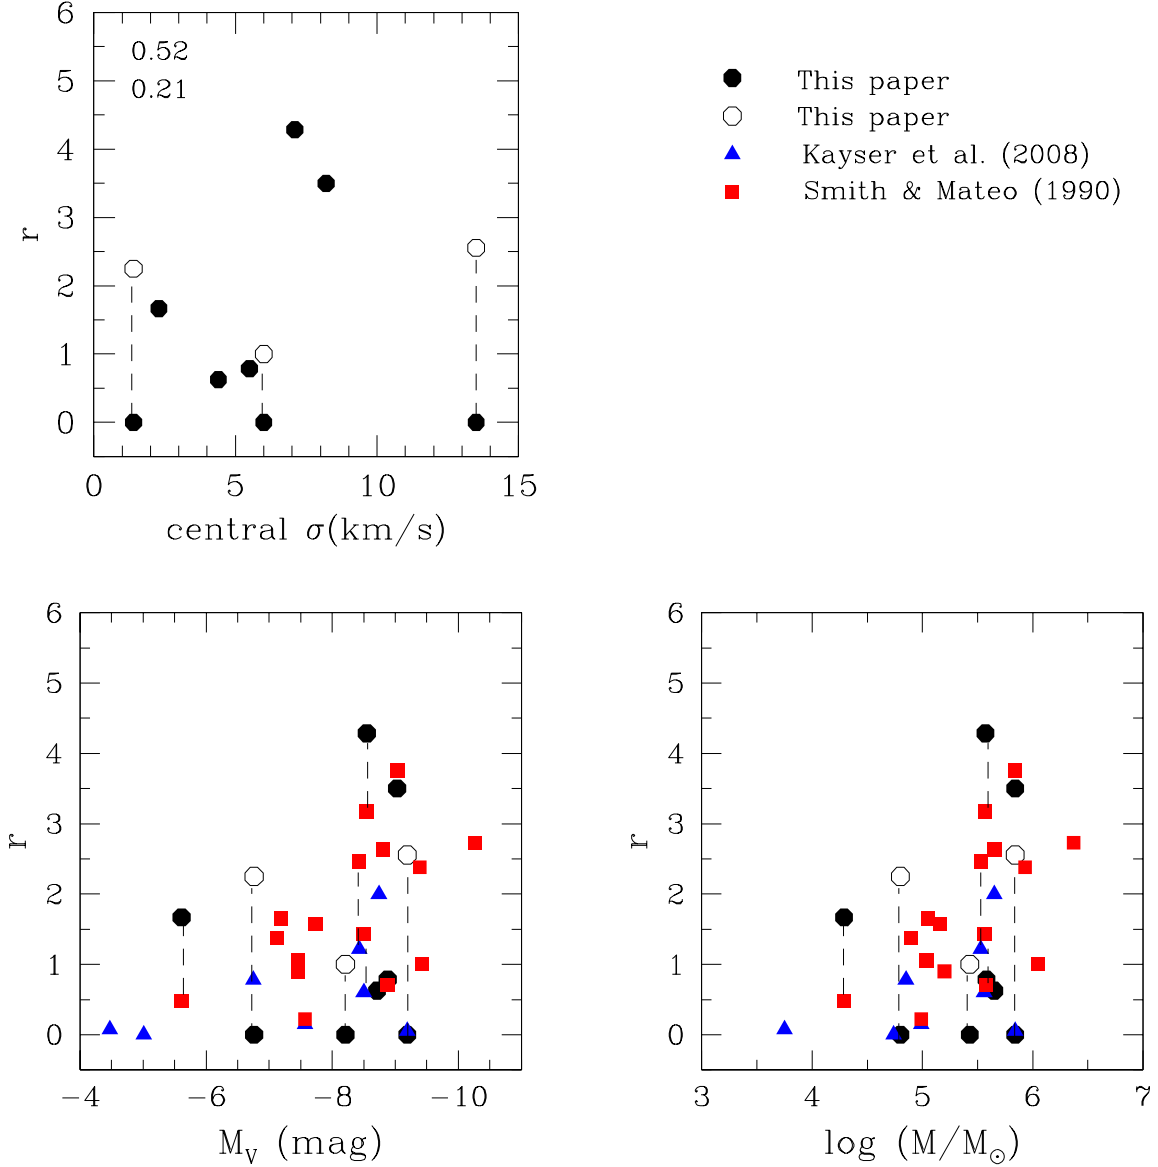 6
5
4
3
2
1
0
r
0.52
0.21
0 5 10 15
central σ(km/s)
This paper
This paper
Kayser et al. (2008)
Smith & Mateo (1990)
6
5
4
3
2
1
0
r
−4 −6 −8 −10
M_V (mag)
6
5
4
3
2
1
0
r
3 4 5 6 7
log (M/M_⊙)